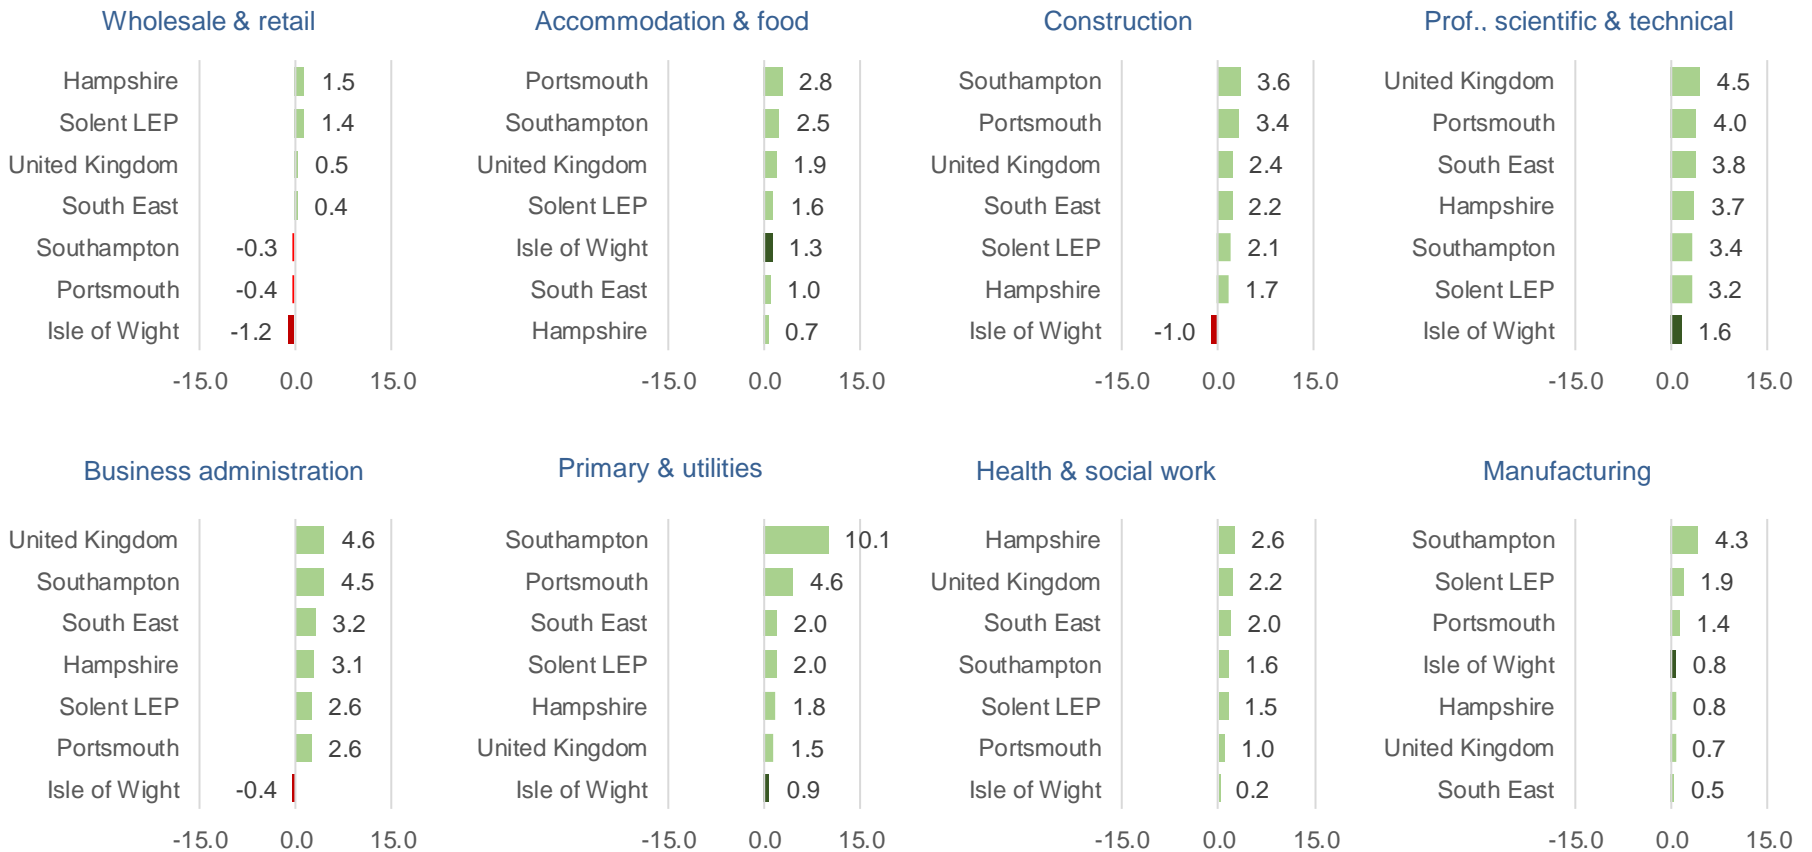 Wholesale & retail
Hampshire 1.5
Solent LEP 1.4
United Kingdom 0.5
South East 0.4
Southampton -0.3
Portsmouth -0.4
Isle of Wight -1.2
-15.0 0.0 15.0
Accommodation & food
Portsmouth 2.8
Southampton 2.5
United Kingdom 1.9
Solent LEP 1.6
Isle of Wight 1.3
South East 1.0
Hampshire 0.7
-15.0 0.0 15.0
Construction
Southampton 3.6
Portsmouth 3.4
United Kingdom 2.4
South East 2.2
Solent LEP 2.1
Hampshire 1.7
Isle of Wight -1.0
-15.0 0.0 15.0
Prof., scientific & technical
United Kingdom 4.5
Portsmouth 4.0
South East 3.8
Hampshire 3.7
Southampton 3.4
Solent LEP 3.2
Isle of Wight 1.6
-15.0 0.0 15.0
Business administration
United Kingdom 4.6
Southampton 4.5
South East 3.2
Hampshire 3.1
Solent LEP 2.6
Portsmouth 2.6
Isle of Wight -0.4
-15.0 0.0 15.0
Primary & utilities
Southampton 10.1
Portsmouth 4.6
South East 2.0
Solent LEP 2.0
Hampshire 1.8
United Kingdom 1.5
Isle of Wight 0.9
-15.0 0.0 15.0
Health & social work
Hampshire 2.6
United Kingdom 2.2
South East 2.0
Southampton 1.6
Solent LEP 1.5
Portsmouth 1.0
Isle of Wight 0.2
-15.0 0.0 15.0
Manufacturing
Southampton 4.3
Solent LEP 1.9
Portsmouth 1.4
Isle of Wight 0.8
Hampshire 0.8
United Kingdom 0.7
South East 0.5
-15.0 0.0 15.0